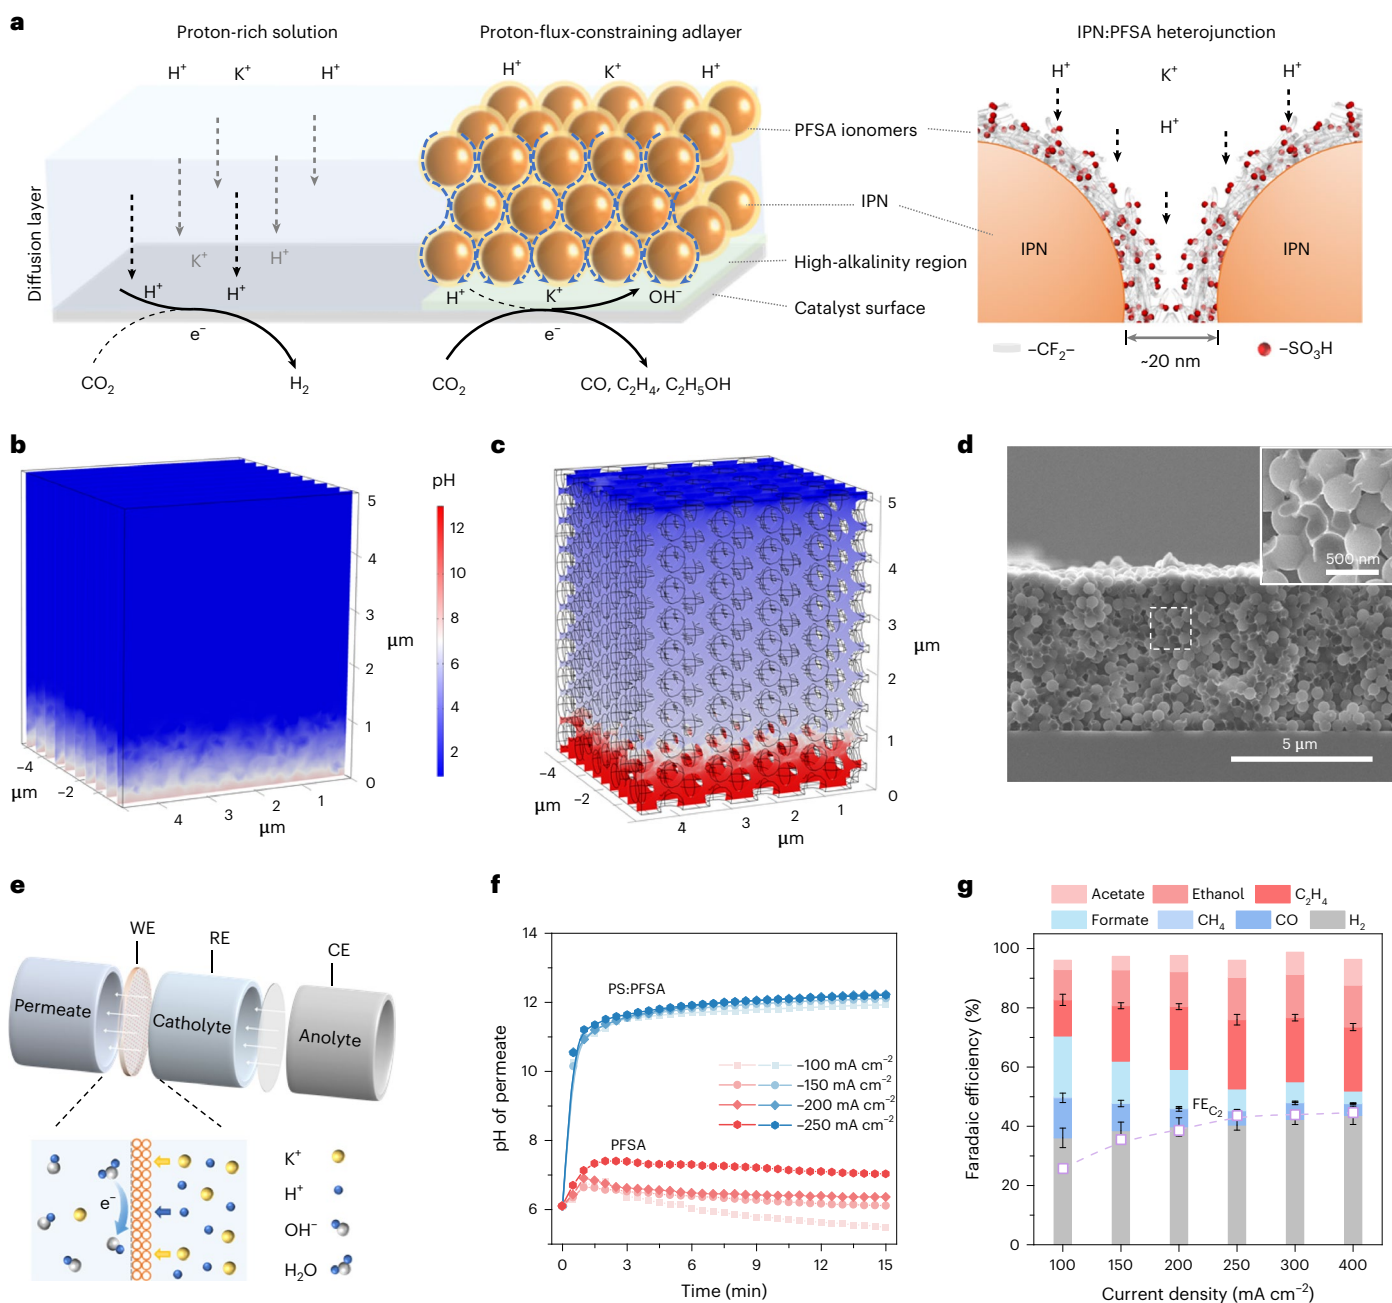 a
Proton-rich solution
Proton-flux-constraining adlayer
IPN:PFSA heterojunction
H⁺ K⁺ H⁺
H⁺ K⁺ H⁺
H⁺ K⁺ H⁺
H⁺
PFSA ionomers
IPN
IPN
IPN
High-alkalinity region
Catalyst surface
Diffusion layer
K⁺ H⁺
H⁺ H⁺
e⁻
CO₂
H₂
H⁺ K⁺ OH⁻
e⁻
CO₂
CO, C₂H₄, C₂H₅OH
~20 nm
–CF₂–
–SO₃H
b
pH
12
10
8
6
4
2
5
4
3
2
1
0
μm
–4
–2
μm
4
3
2
1
μm
c
5
4
3
2
1
0
μm
–4
–2
μm
4
3
2
1
μm
d
500 nm
5 μm
e
WE
RE
CE
Permeate
Catholyte
Anolyte
e⁻
K⁺
H⁺
OH⁻
H₂O
f
14
12
10
8
6
pH of permeate
PS:PFSA
–100 mA cm⁻²
–150 mA cm⁻²
–200 mA cm⁻²
–250 mA cm⁻²
PFSA
0 3 6 9 12 15
Time (min)
g
Acetate Ethanol C₂H₄
Formate CH₄ CO H₂
100
80
60
40
20
0
Faradaic efficiency (%)
FE_C₂
100 150 200 250 300 400
Current density (mA cm⁻²)